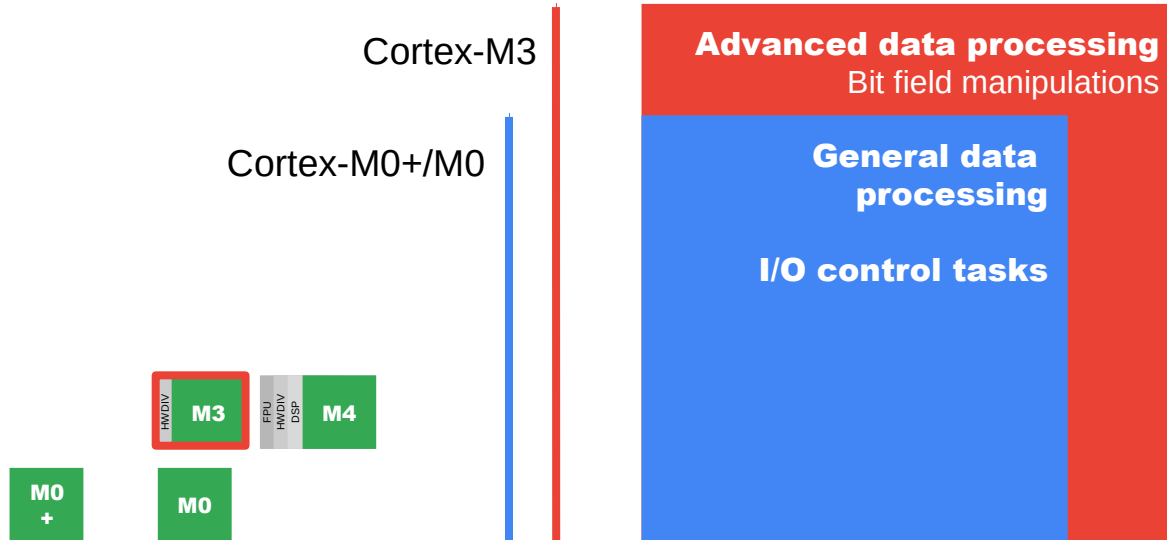 Cortex-M3
Advanced data processing
Bit field manipulations
Cortex-M0+/M0
General data
processing
I/O control tasks
HWDIV
M3
FPU
HWDIV
DSP
M4
M0
+
M0